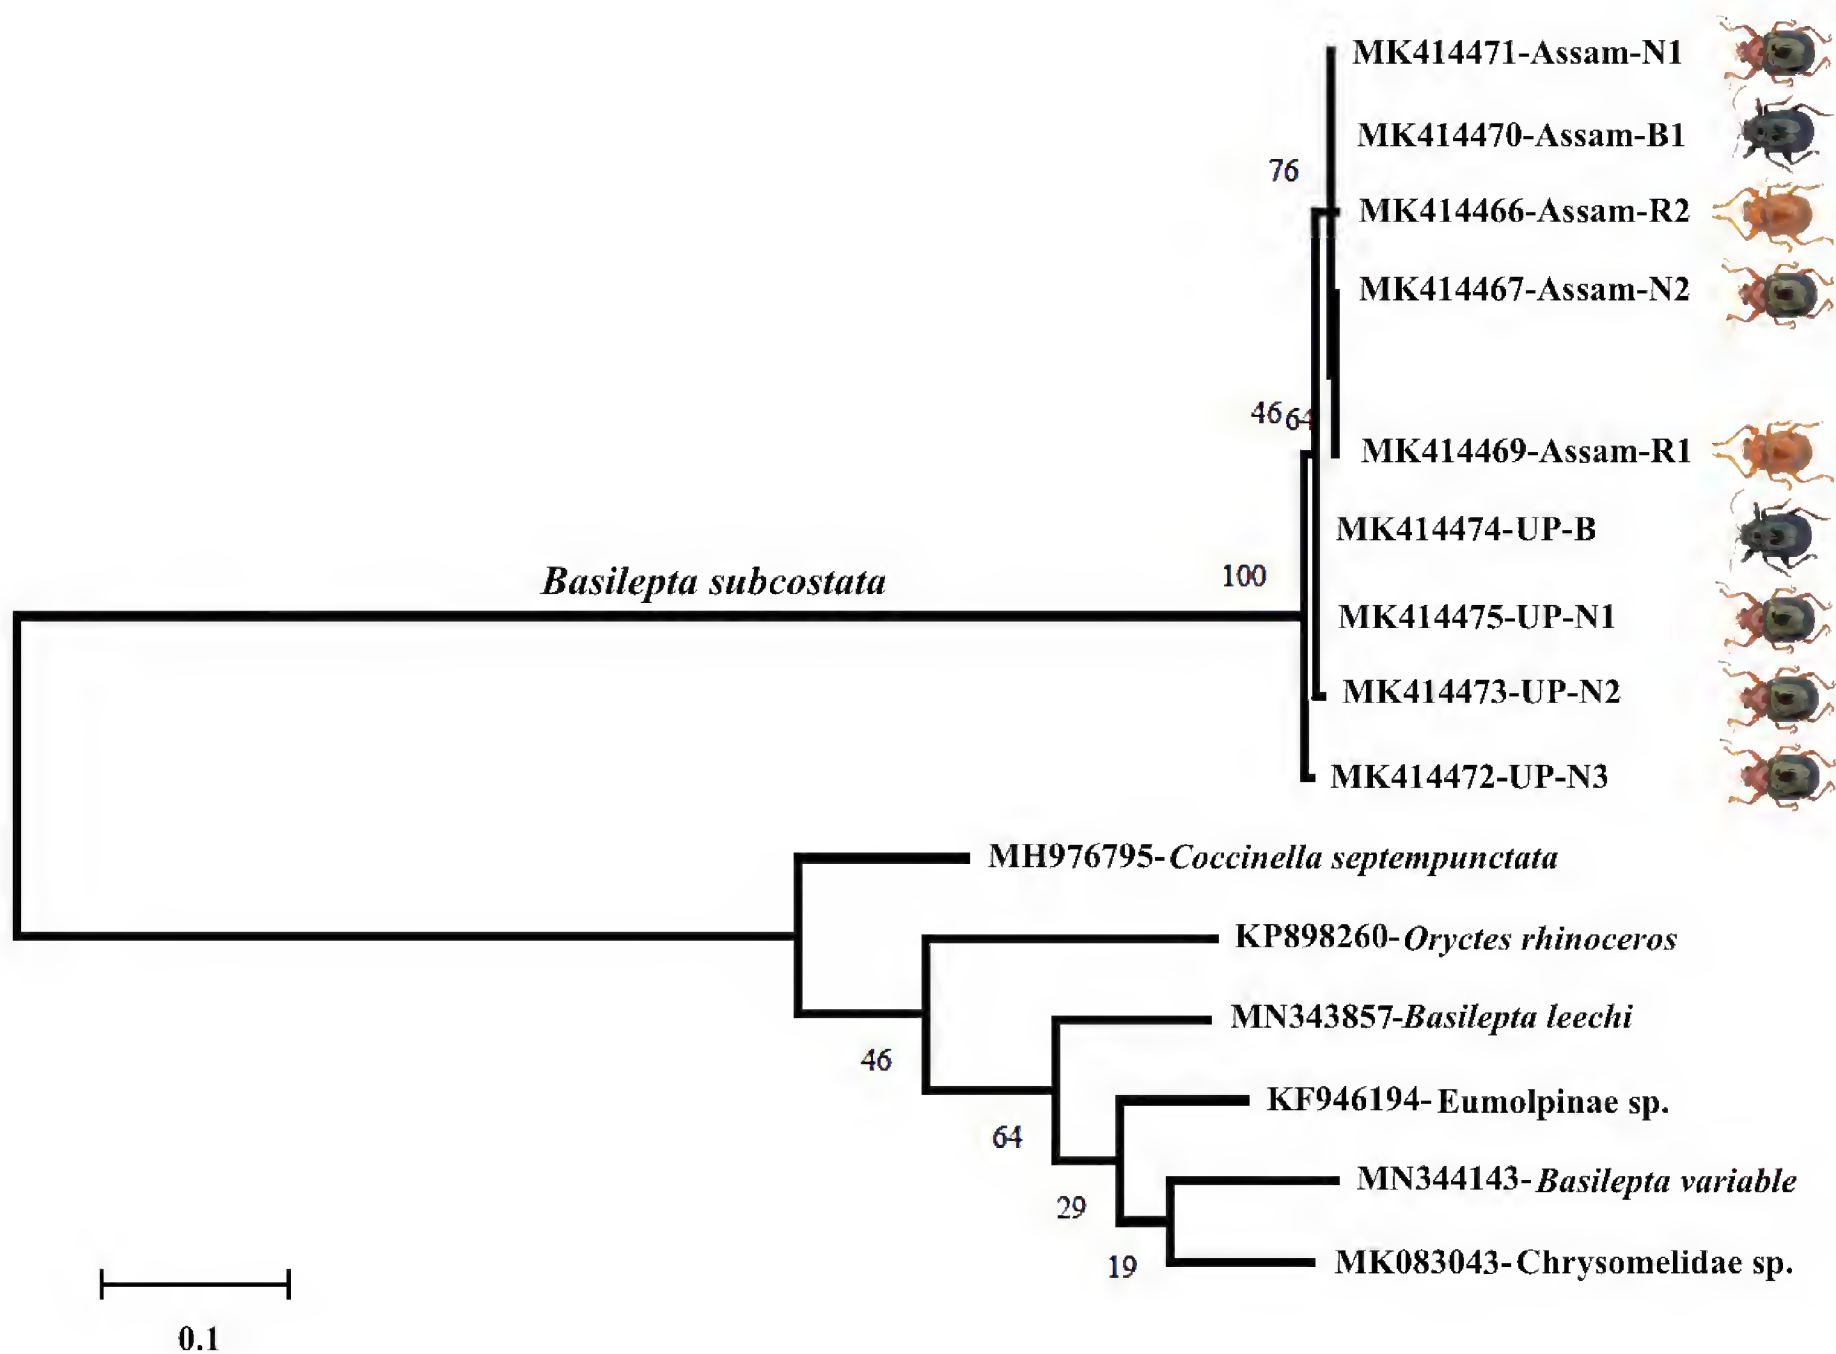 MK414471-Assam-N1
MK414470-Assam-B1
76
MK414466-Assam-R2
MK414467-Assam-N2
46
64
MK414469-Assam-R1
MK414474-UP-B
100
Basilepta subcostata
MK414475-UP-N1
MK414473-UP-N2
MK414472-UP-N3
MH976795-Coccinella septempunctata
KP898260-Oryctes rhinoceros
MN343857-Basilepta leechi
46
KF946194-Eumolpinae sp.
64
MN344143-Basilepta variable
29
MK083043-Chrysomelidae sp.
19
0.1